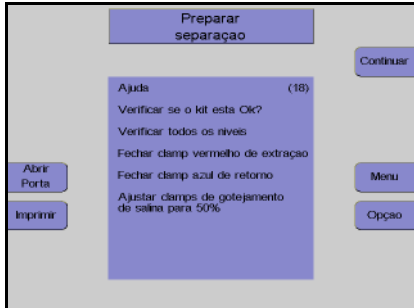 Preparar
separaçao
Continuar
Ajuda (18)
Verificar se o kit esta Ok?
Verificar todos os niveis
Fechar clamp vermelho de extraçao
Fechar clamp azul de retorno
Ajustar clamps de gotejamento
de salina para 50%
Abrir
Porta
Imprimir
Menu
Opçao